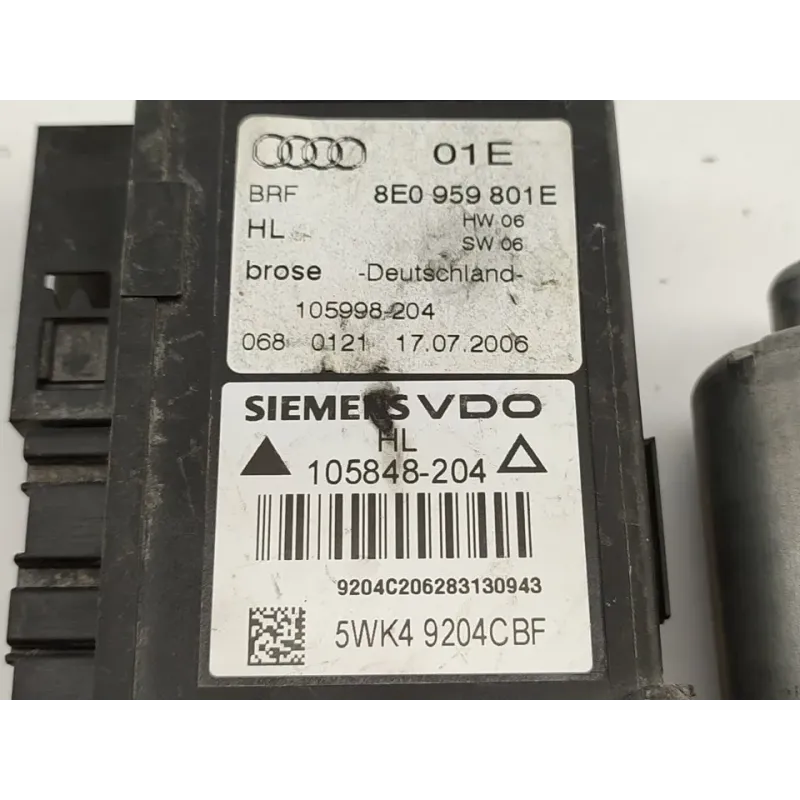 01E
BRF 8E0 959 801E
HL HW 06
SW 06
brose -Deutschland-
105998-204
068 0121 17.07.2006
SIEMENS VDO
HL
105848-204
9204C206283130943
5WK4 9204CBF